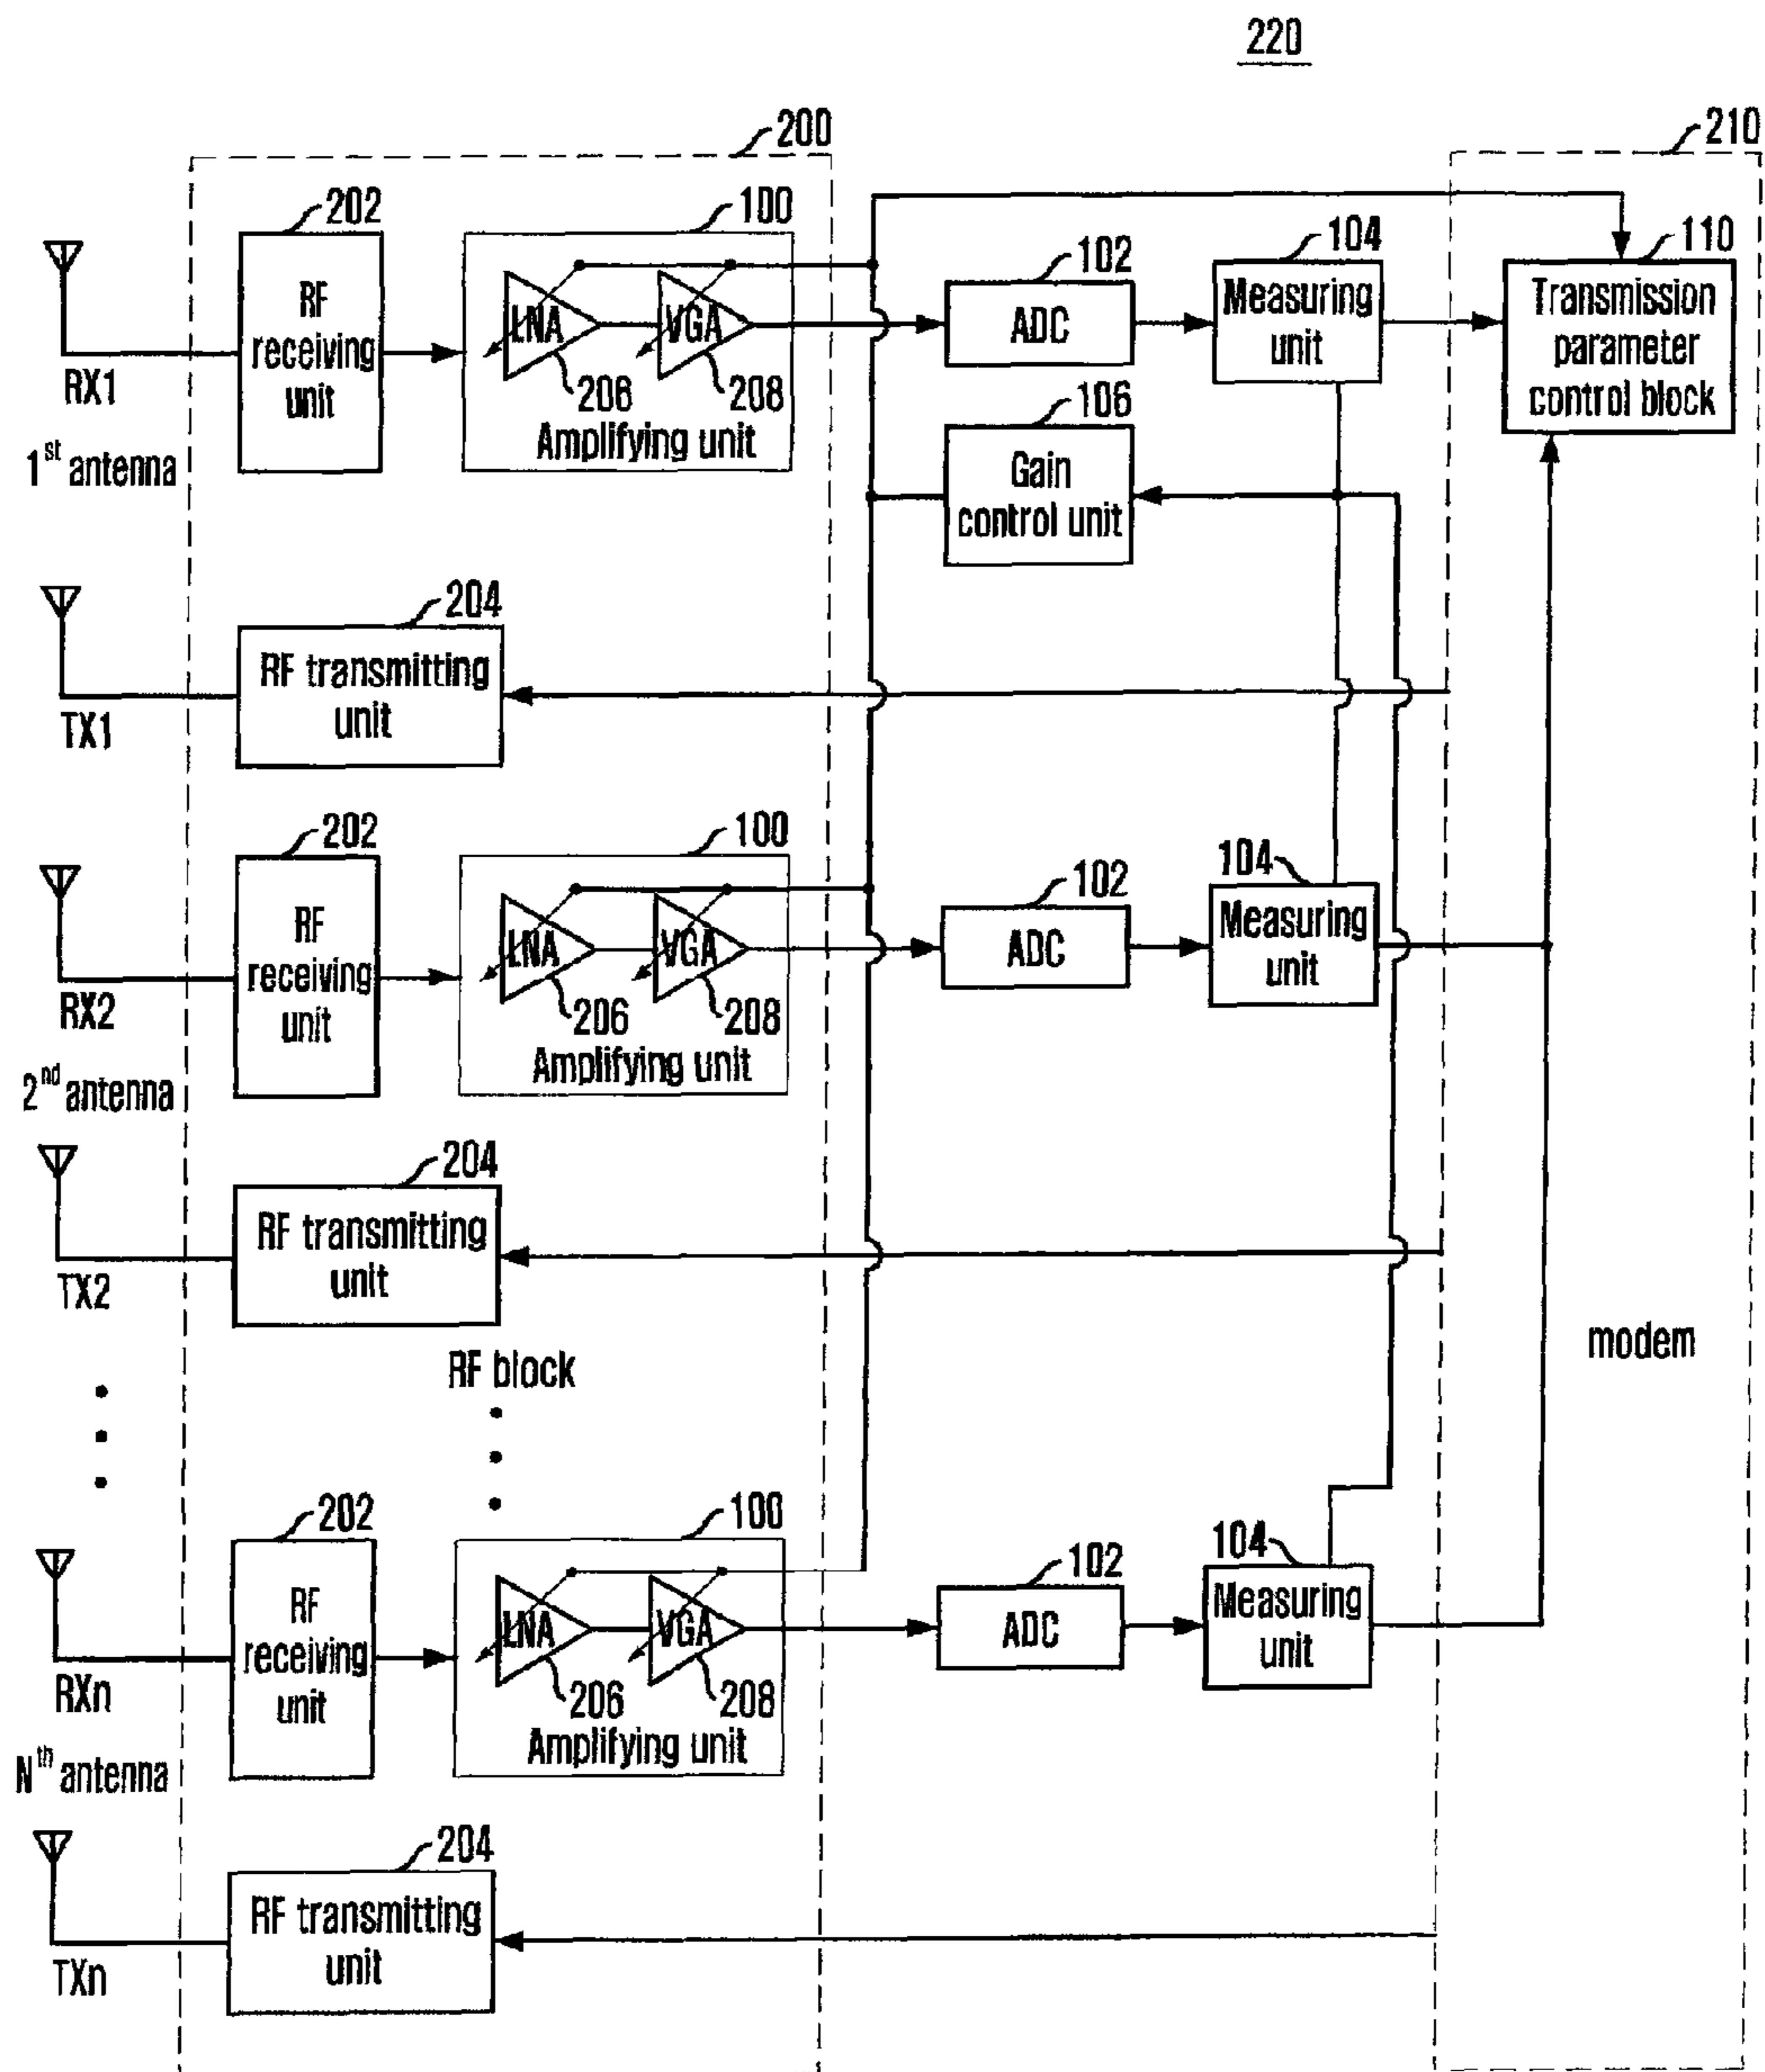 220
200
210
202
100
104
110
102
RF
receiving
unit
LNA
VGA
206
208
Amplifying unit
ADC
Measuring
unit
Transmission
parameter
control block
RX1
1st antenna
106
Gain
control unit
204
RF transmitting
unit
TX1
202
100
104
102
RF
receiving
unit
LNA
VGA
206
208
Amplifying unit
ADC
Measuring
unit
RX2
2nd antenna
204
RF transmitting
unit
TX2
RF block
modem
202
100
104
102
RF
receiving
unit
LNA
VGA
206
208
Amplifying unit
ADC
Measuring
unit
RXn
Nth antenna
204
RF transmitting
unit
TXn